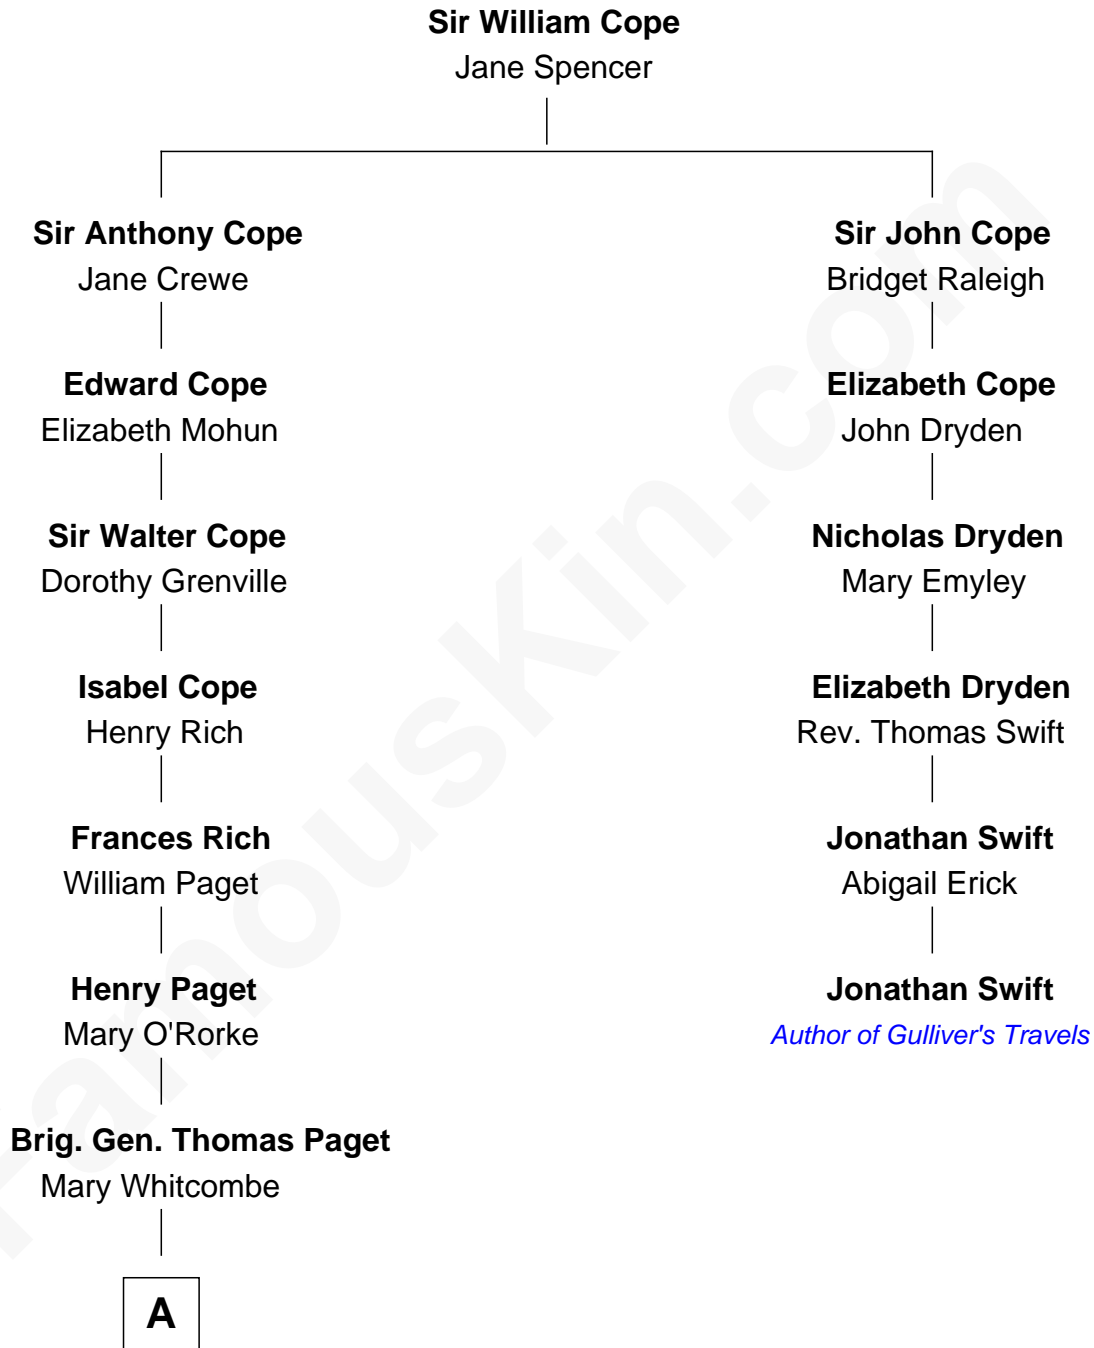 Sir William Cope
Jane Spencer
Sir Anthony Cope
Jane Crewe
Sir John Cope
Bridget Raleigh
Edward Cope
Elizabeth Mohun
Elizabeth Cope
John Dryden
Sir Walter Cope
Dorothy Grenville
Nicholas Dryden
Mary Emyley
Isabel Cope
Henry Rich
Elizabeth Dryden
Rev. Thomas Swift
Frances Rich
William Paget
Jonathan Swift
Abigail Erick
Henry Paget
Mary O'Rorke
Jonathan Swift
Author of Gulliver's Travels
Brig. Gen. Thomas Paget
Mary Whitcombe
A
FamousKin.com